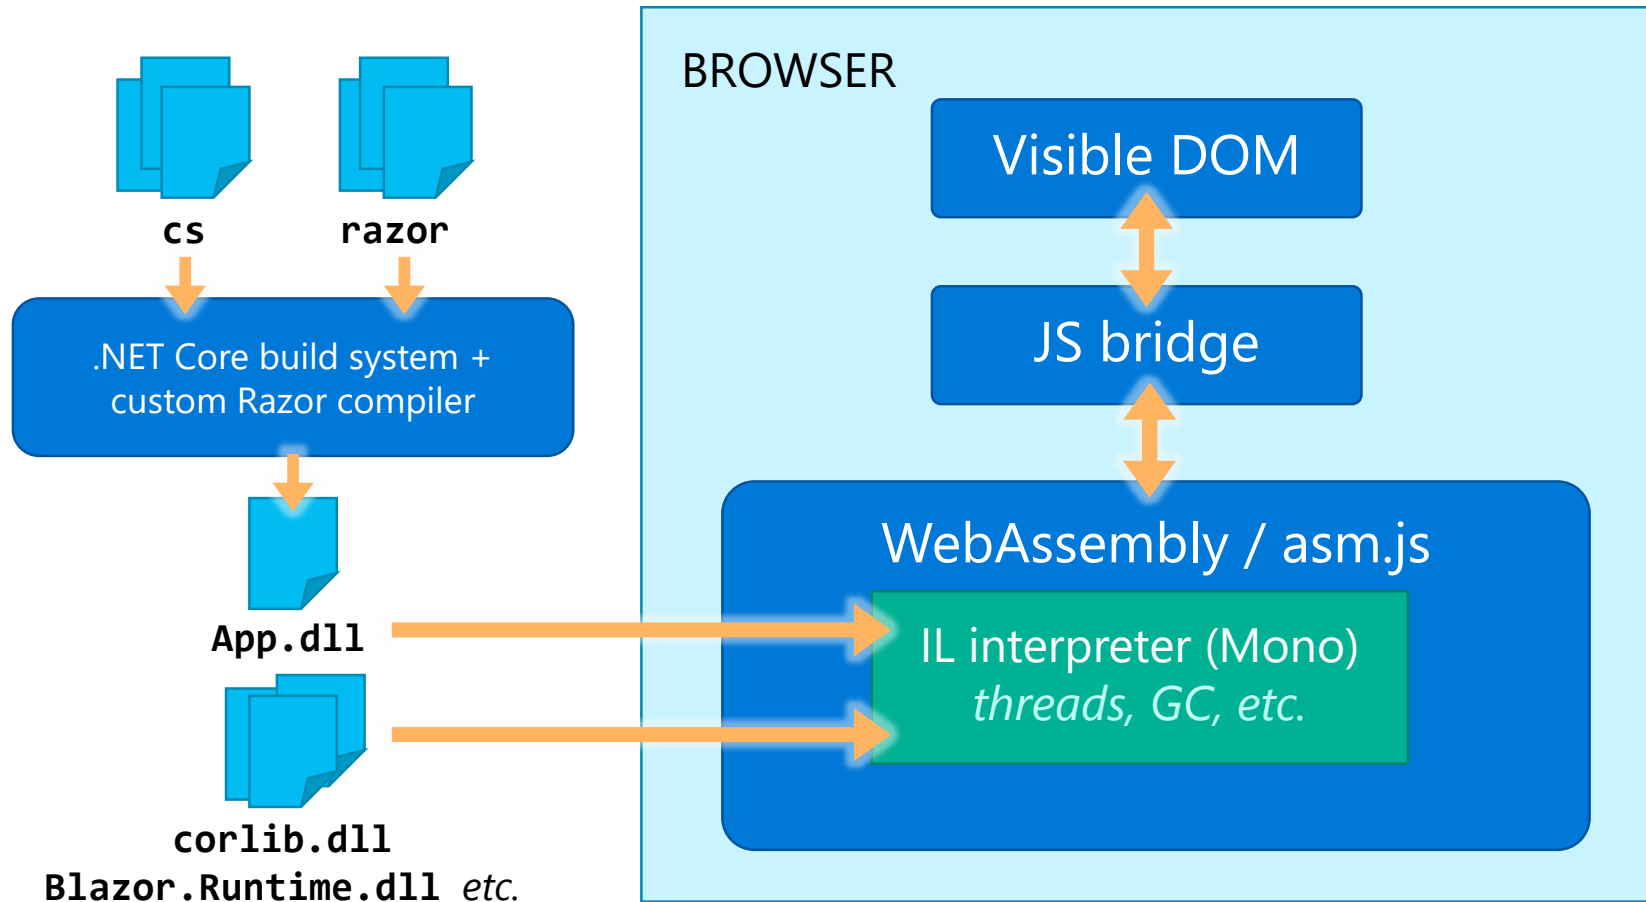 cs
razor
.NET Core build system +
custom Razor compiler
App.dll
corlib.dll
Blazor.Runtime.dll etc.
BROWSER
Visible DOM
JS bridge
WebAssembly / asm.js
IL interpreter (Mono)
threads, GC, etc.